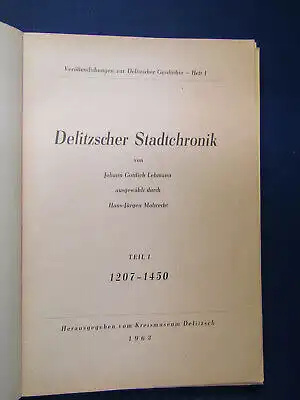 Veröffentlichungen zur Delitzscher Geschichte – Heft 1
Delitzscher Stadtchronik
von
Johann Gottlieb Lehmann
ausgewählt durch
Hans-Jürgen
TEIL I
1207-1450
Herausgegeben vom Kreismuseum Delitzsch
1962